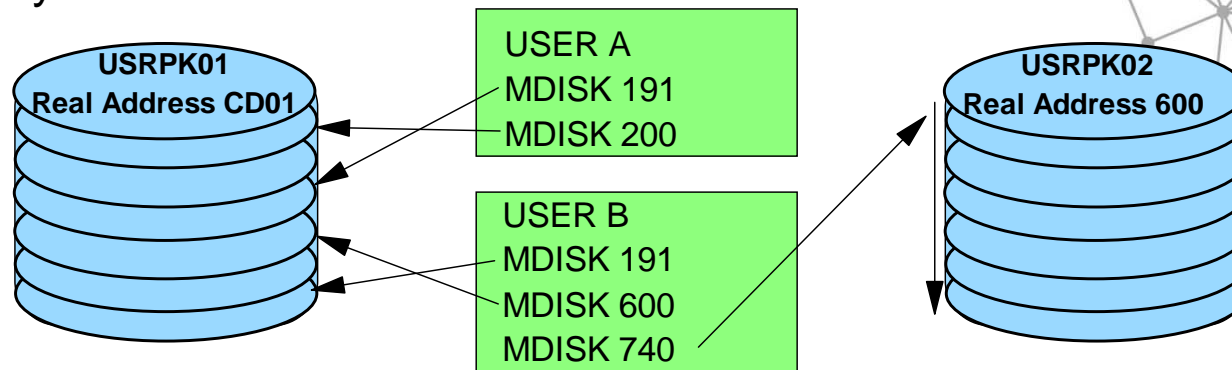 USRPK01
Real Address CD01
USER A
MDISK 191
MDISK 200
USER B
MDISK 191
MDISK 600
MDISK 740
USRPK02
Real Address 600